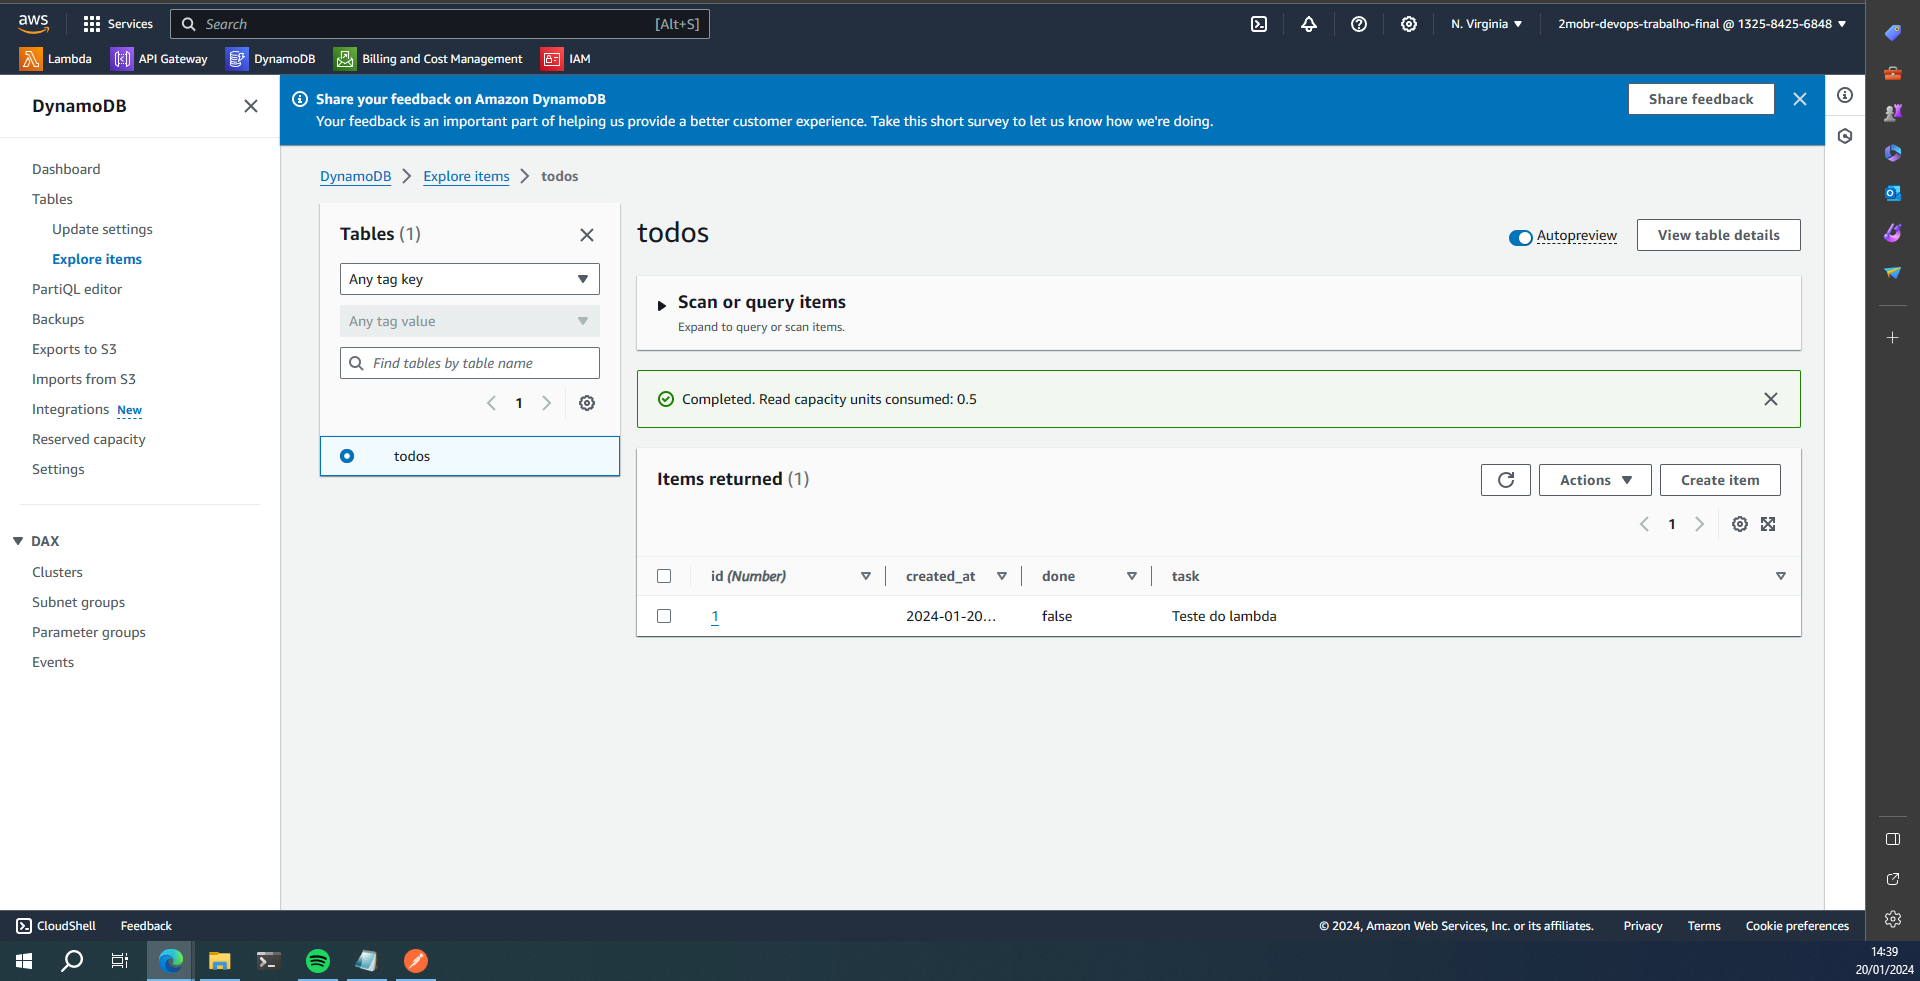 aws
Services
Search
[Alt+S]
N. Virginia
2mobr-devops-trabalho-final @ 1325-8425-6848
Lambda
API Gateway
DynamoDB
Billing and Cost Management
IAM
DynamoDB
Dashboard
Tables
Update settings
Explore items
PartiQL editor
Backups
Exports to S3
Imports from S3
Integrations New
Reserved capacity
Settings
DAX
Clusters
Subnet groups
Parameter groups
Events
Share your feedback on Amazon DynamoDB
Your feedback is an important part of helping us provide a better customer experience. Take this short survey to let us know how we're doing.
Share feedback
DynamoDB
Explore items
todos
Tables (1)
Any tag key
Any tag value
Find tables by table name
1
todos
todos
Autopreview
View table details
Scan or query items
Expand to query or scan items.
Completed. Read capacity units consumed: 0.5
Items returned (1)
Actions
Create item
1
id (Number)
created_at
done
task
1
2024-01-20...
false
Teste do lambda
CloudShell
Feedback
© 2024, Amazon Web Services, Inc. or its affiliates.
Privacy
Terms
Cookie preferences
14:39
20/01/2024